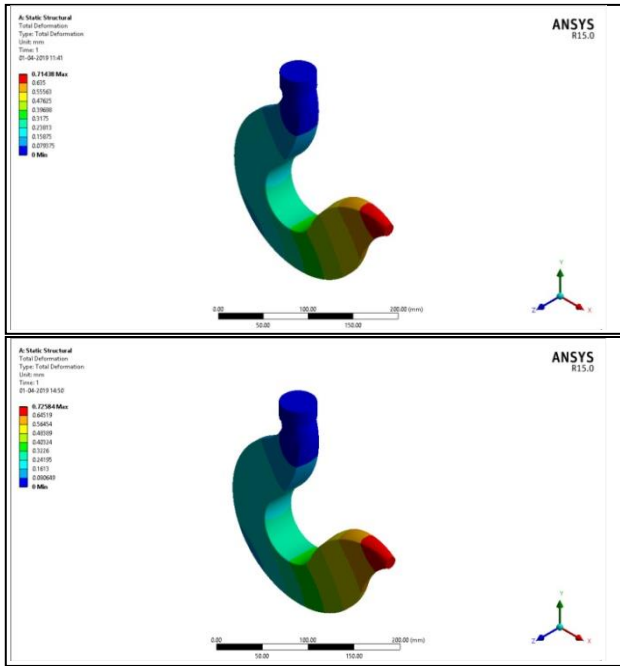 A: Static Structural
Total Deformation
Type: Total Deformation
Unit: mm
Time: 1
01-04-2019 11:41
0.71438 Max
0.635
0.55563
0.47625
0.39688
0.3175
0.23813
0.15875
0.079375
0 Min
ANSYS
R15.0
0.00
100.00
200.00 (mm)
50.00
150.00
Y
Z
X
A: Static Structural
Total Deformation
Type: Total Deformation
Unit: mm
Time: 1
01-04-2019 14:50
0.72584 Max
0.64519
0.56454
0.48389
0.40324
0.3226
0.24195
0.1613
0.080649
0 Min
ANSYS
R15.0
0.00
100.00
200.00 (mm)
50.00
150.00
Y
Z
X